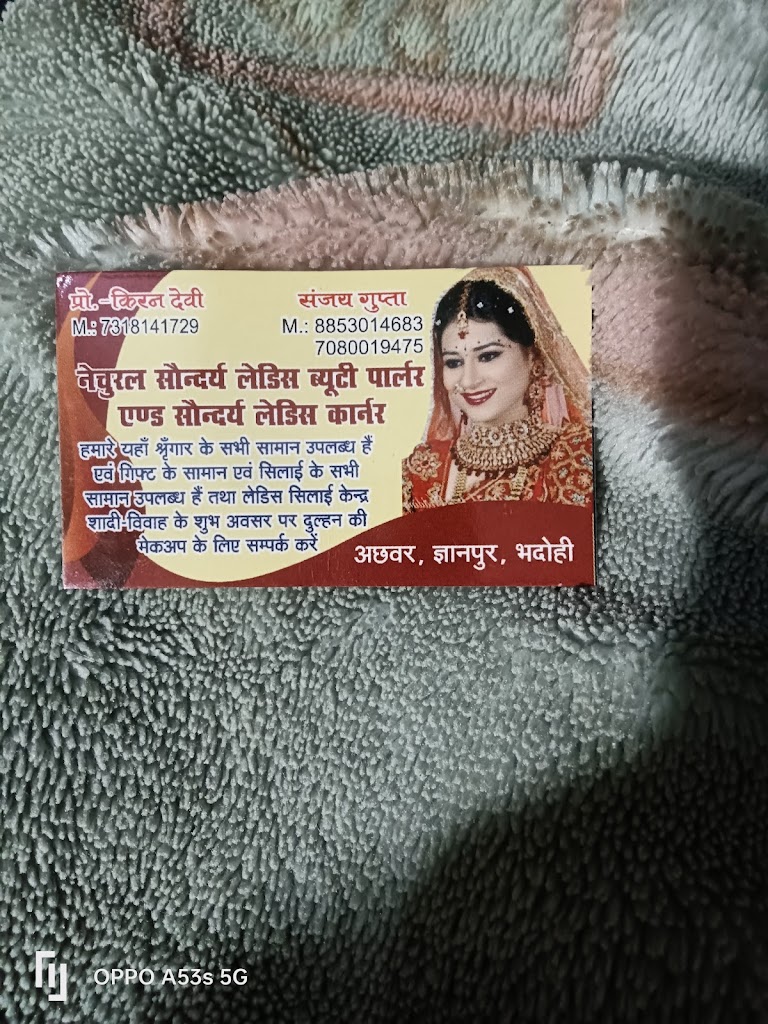 प्रो.-किरन देवी
M.: 7318141729
संजय गुप्ता
M.: 8853014683
7080019475
नेचुरल सौन्दर्य लेडिस ब्यूटी पार्लर
एण्ड सौन्दर्य लेडिस कार्नर
हमारे यहाँ श्रृँगार के सभी सामान उपलब्ध हैं
एवं गिफ्ट के सामान एवं सिलाई के सभी
सामान उपलब्ध हैं तथा लेडिस सिलाई केन्द्र
शादी-विवाह के शुभ अवसर पर दुल्हन की
मेकअप के लिए सम्पर्क करें
अछवर, ज्ञानपुर, भदोही
OPPO A53s 5G